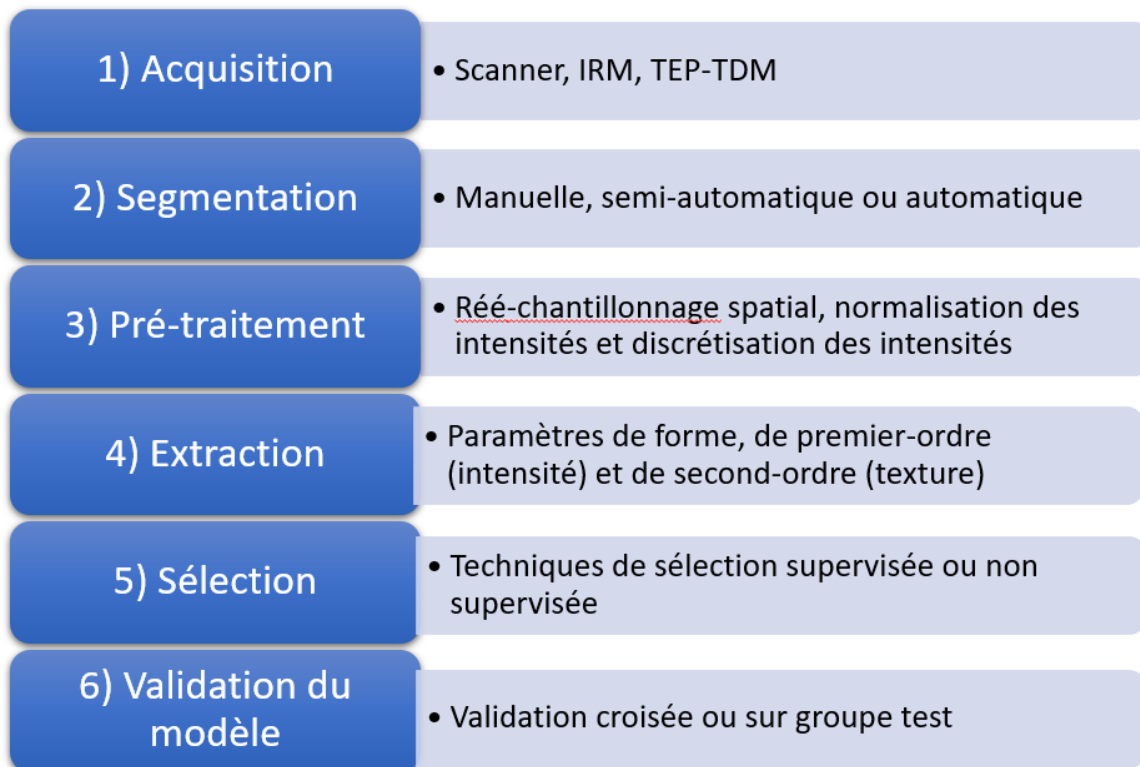 1) Acquisition
• Scanner, IRM, TEP-TDM
2) Segmentation
• Manuelle, semi-automatique ou automatique
3) Pré-traitement
• Réé-chantillonnage spatial, normalisation des
intensités et discrétisation des intensités
4) Extraction
• Paramètres de forme, de premier-ordre
(intensité) et de second-ordre (texture)
5) Sélection
• Techniques de sélection supervisée ou non
supervisée
6) Validation du
modèle
• Validation croisée ou sur groupe test